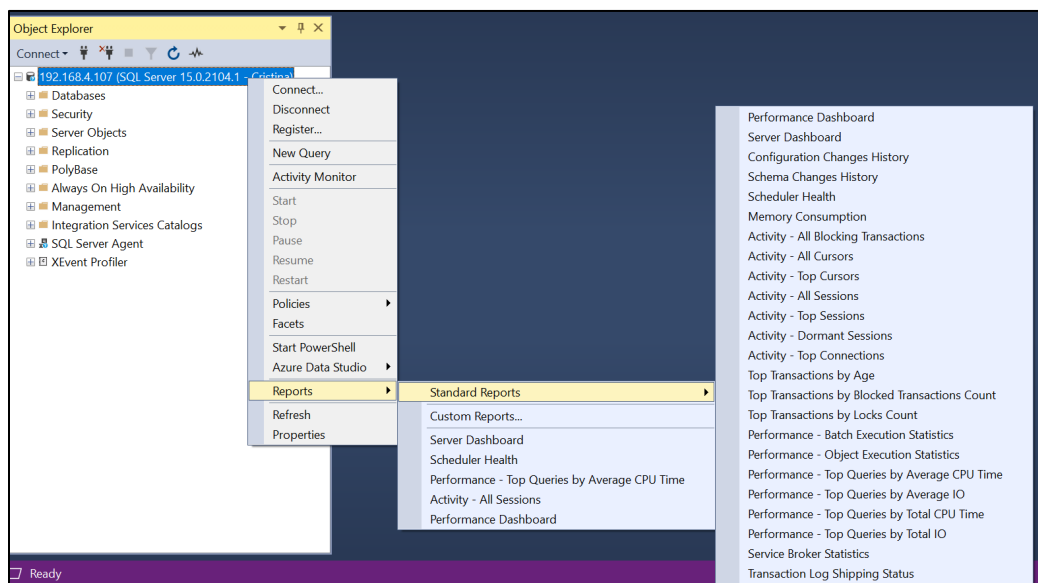 Object Explorer
Connect
192.168.4.107 (SQL Server 15.0.2104.1 - Cristina)
Databases
Security
Server Objects
Replication
PolyBase
Always On High Availability
Management
Integration Services Catalogs
SQL Server Agent
XEvent Profiler
Connect...
Disconnect
Register...
New Query
Activity Monitor
Start
Stop
Pause
Resume
Restart
Policies
Facets
Start PowerShell
Azure Data Studio
Reports
Refresh
Properties
Standard Reports
Custom Reports...
Server Dashboard
Scheduler Health
Performance - Top Queries by Average CPU Time
Activity - All Sessions
Performance Dashboard
Performance Dashboard
Server Dashboard
Configuration Changes History
Schema Changes History
Scheduler Health
Memory Consumption
Activity - All Blocking Transactions
Activity - All Cursors
Activity - Top Cursors
Activity - All Sessions
Activity - Top Sessions
Activity - Dormant Sessions
Activity - Top Connections
Top Transactions by Age
Top Transactions by Blocked Transactions Count
Top Transactions by Locks Count
Performance - Batch Execution Statistics
Performance - Object Execution Statistics
Performance - Top Queries by Average CPU Time
Performance - Top Queries by Average IO
Performance - Top Queries by Total CPU Time
Performance - Top Queries by Total IO
Service Broker Statistics
Transaction Log Shipping Status
Ready